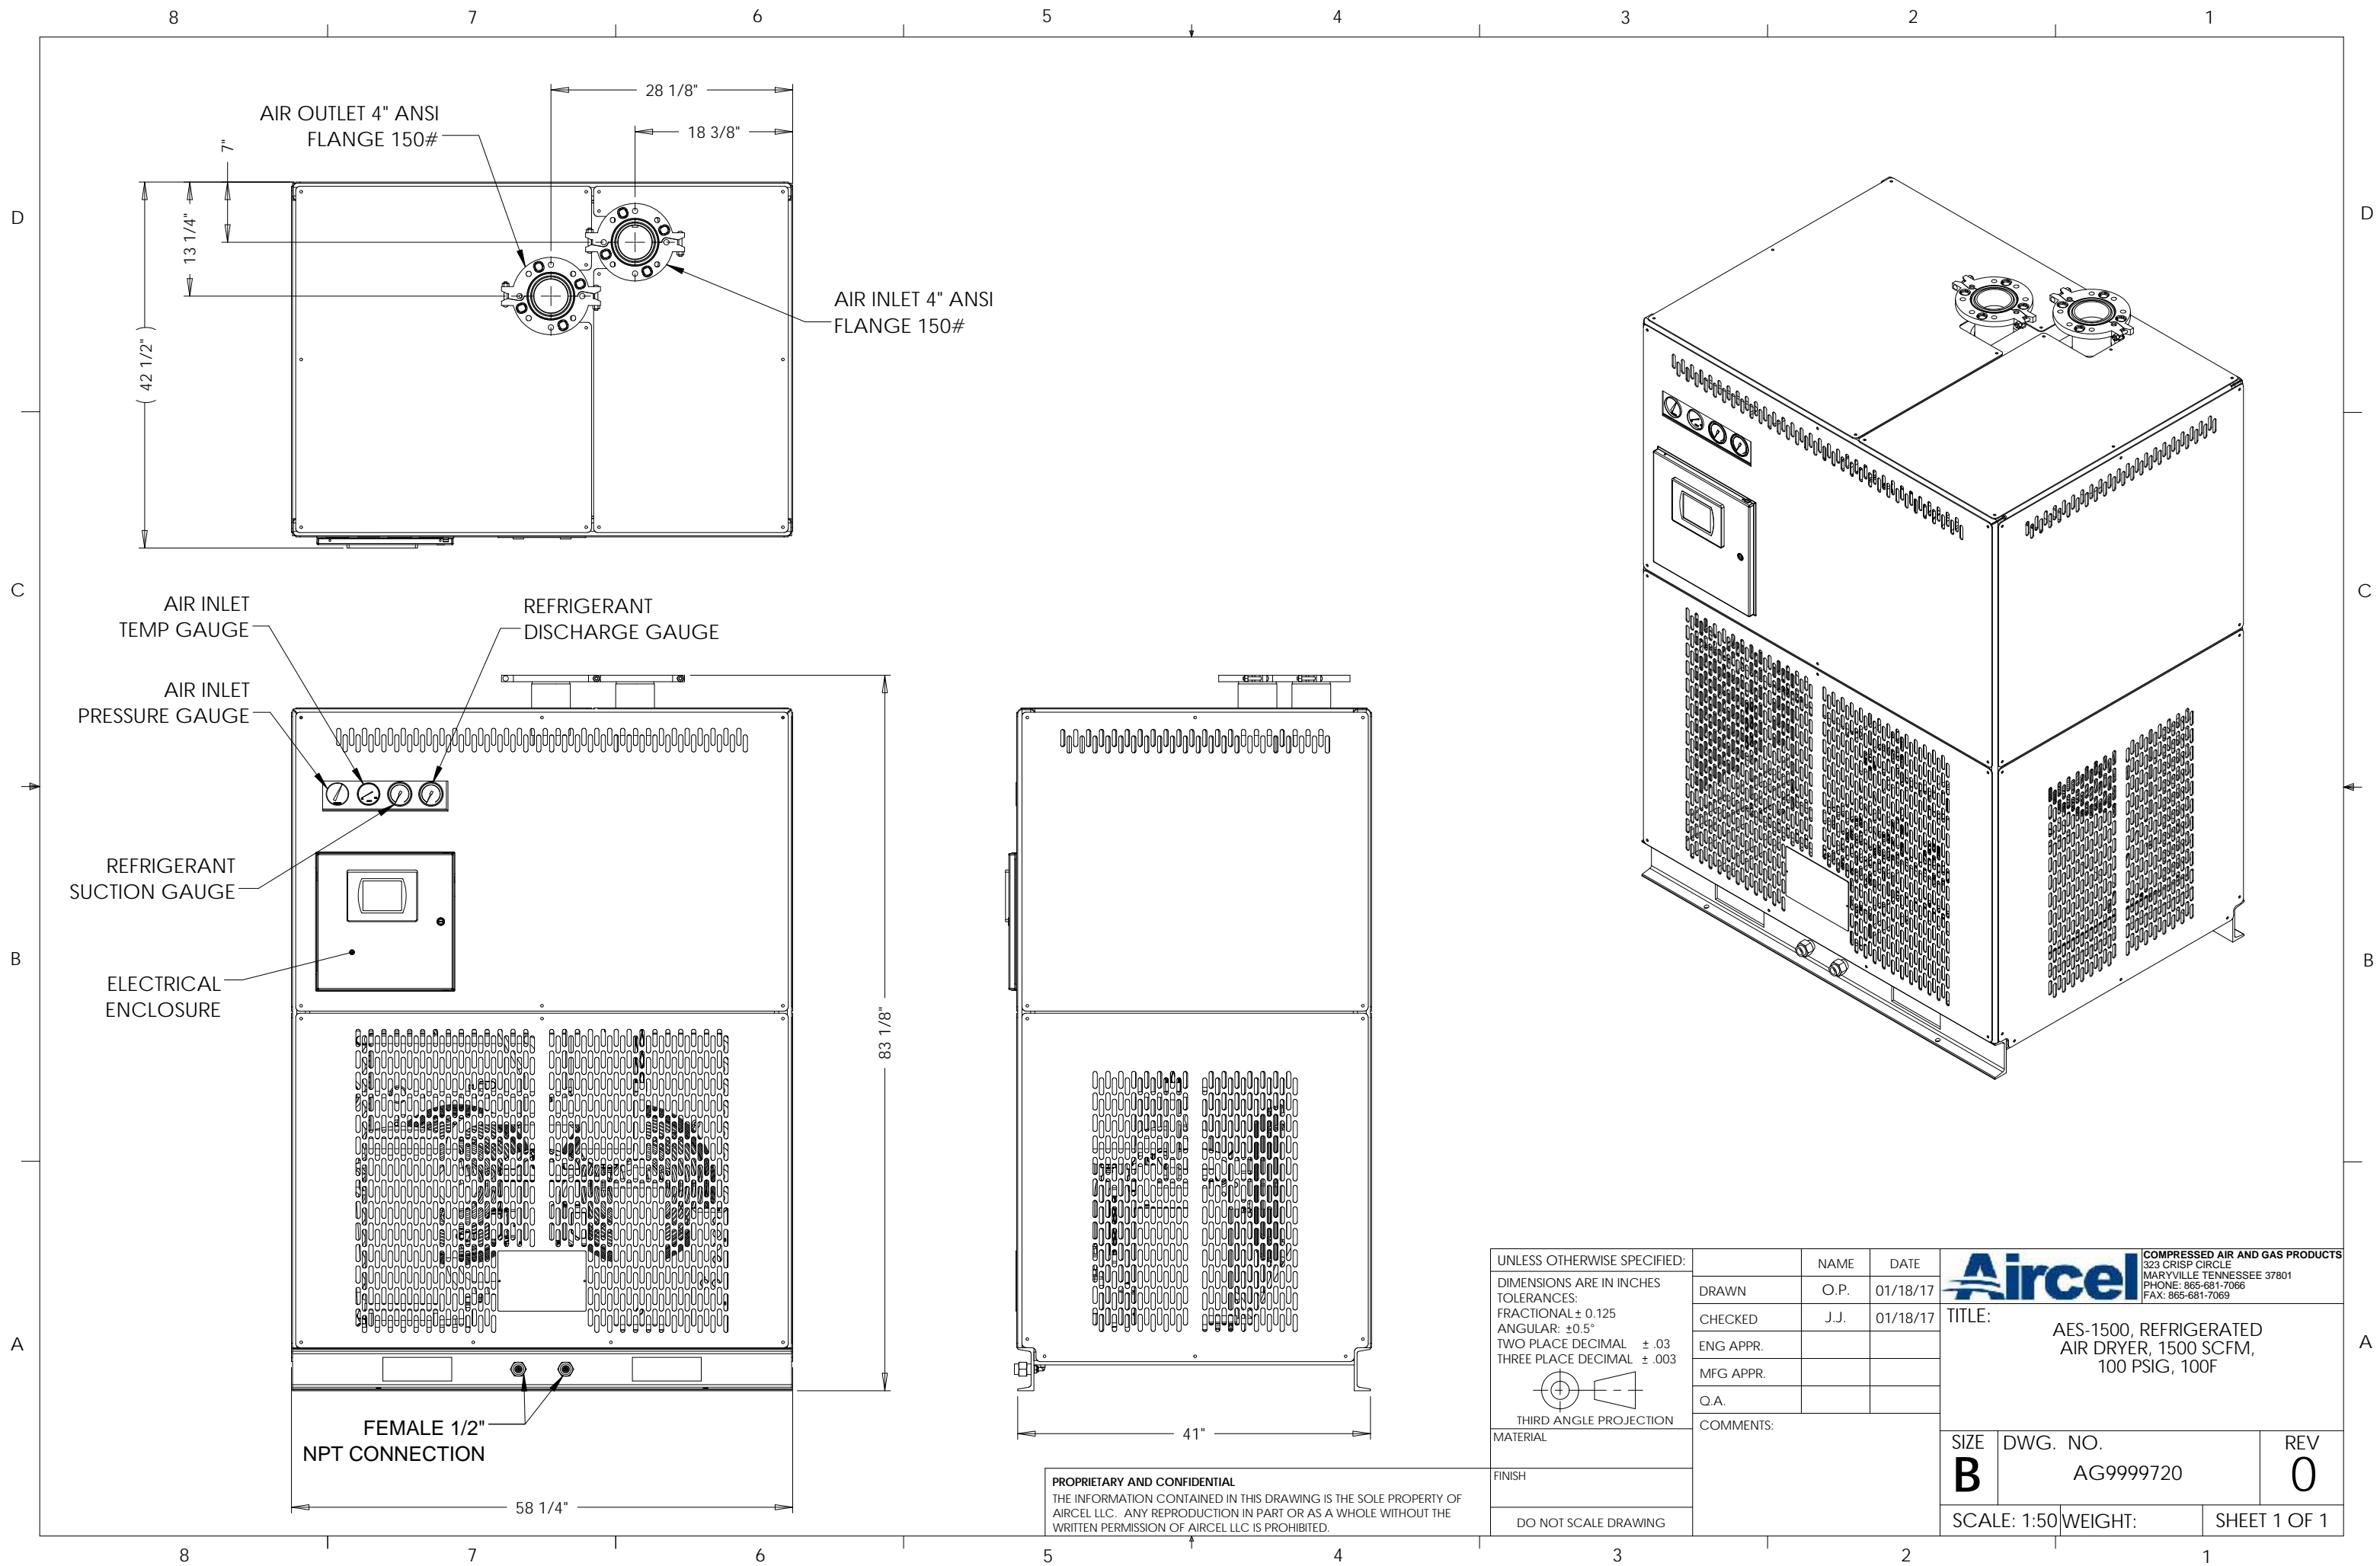 8 7 6 5 4 3 2 1
D
C
B
A
28 1/8"
18 3/8"
AIR OUTLET 4" ANSI
FLANGE 150#
7"
13 1/4"
( 42 1/2" )
AIR INLET 4" ANSI
FLANGE 150#
AIR INLET
TEMP GAUGE
AIR INLET
PRESSURE GAUGE
REFRIGERANT
DISCHARGE GAUGE
REFRIGERANT
SUCTION GAUGE
ELECTRICAL
ENCLOSURE
83 1/8"
FEMALE 1/2"
NPT CONNECTION
58 1/4"
41"
D
C
B
A
PROPRIETARY AND CONFIDENTIAL
THE INFORMATION CONTAINED IN THIS DRAWING IS THE SOLE PROPERTY OF
AIRCEL LLC. ANY REPRODUCTION IN PART OR AS A WHOLE WITHOUT THE
WRITTEN PERMISSION OF AIRCEL LLC IS PROHIBITED.
UNLESS OTHERWISE SPECIFIED:
DIMENSIONS ARE IN INCHES
TOLERANCES:
FRACTIONAL ± 0.125
ANGULAR: ±0.5°
TWO PLACE DECIMAL ± .03
THREE PLACE DECIMAL ± .003
THIRD ANGLE PROJECTION
MATERIAL
FINISH
DO NOT SCALE DRAWING
NAME DATE
DRAWN O.P. 01/18/17
CHECKED J.J. 01/18/17
ENG APPR.
MFG APPR.
Q.A.
COMMENTS:
Aircel
COMPRESSED AIR AND GAS PRODUCTS
323 CRISP CIRCLE
MARYVILLE TENNESSEE 37801
PHONE: 865-681-7066
FAX: 865-681-7069
TITLE:
AES-1500, REFRIGERATED
AIR DRYER, 1500 SCFM,
100 PSIG, 100F
SIZE DWG. NO. REV
B AG9999720 0
SCALE: 1:50 WEIGHT: SHEET 1 OF 1
8 7 6 5 4 3 2 1